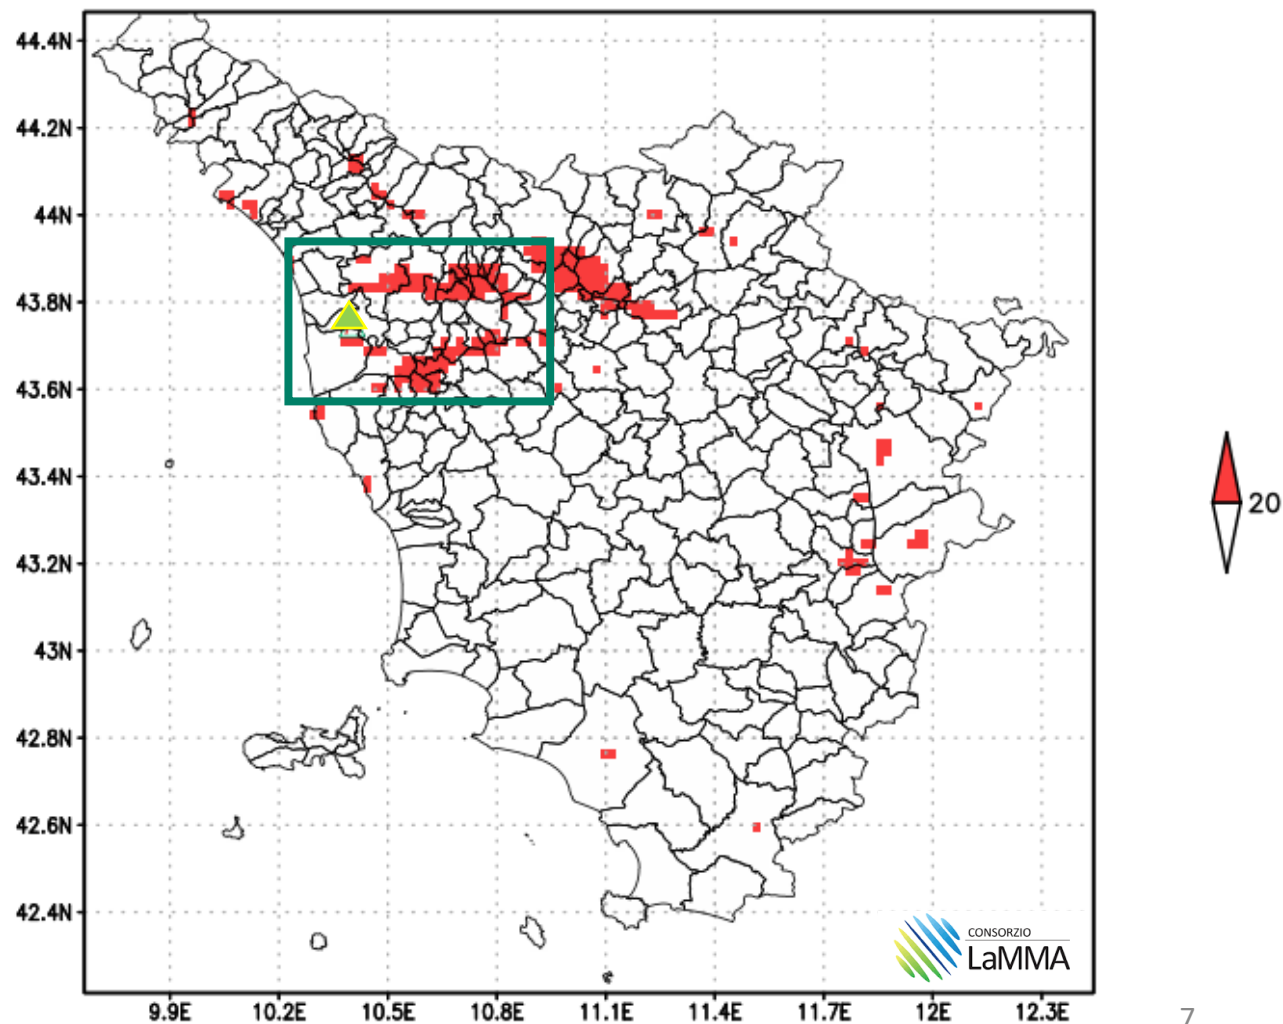 44.4N
44.2N
44N
43.8N
43.6N
43.4N
43.2N
43N
42.8N
42.6N
42.4N
20
CONSORZIO
LaMMA
9.9E 10.2E 10.5E 10.8E 11.1E 11.4E 11.7E 12E 12.3E
7